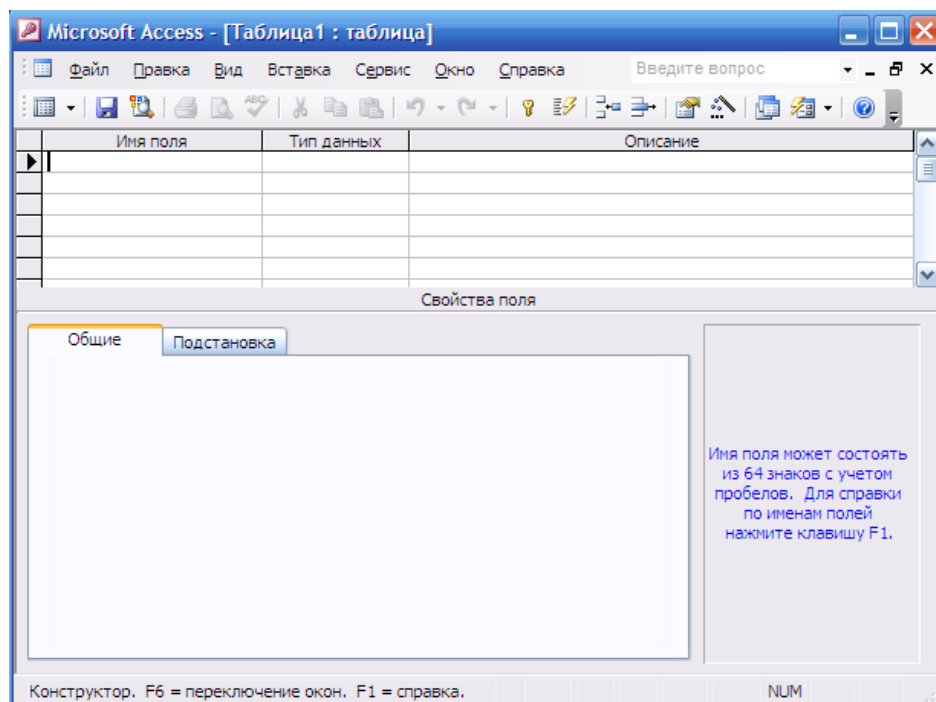 Microsoft Access - [Таблица1 : таблица]
Файл Правка Вид Вставка Сервис Окно Справка Введите вопрос
ABC
Имя поля Тип данных Описание
Свойства поля
Общие Подстановка
Имя поля может состоять
из 64 знаков с учетом
пробелов. Для справки
по именам полей
нажмите клавишу F1.
Конструктор. F6 = переключение окон. F1 = справка. NUM